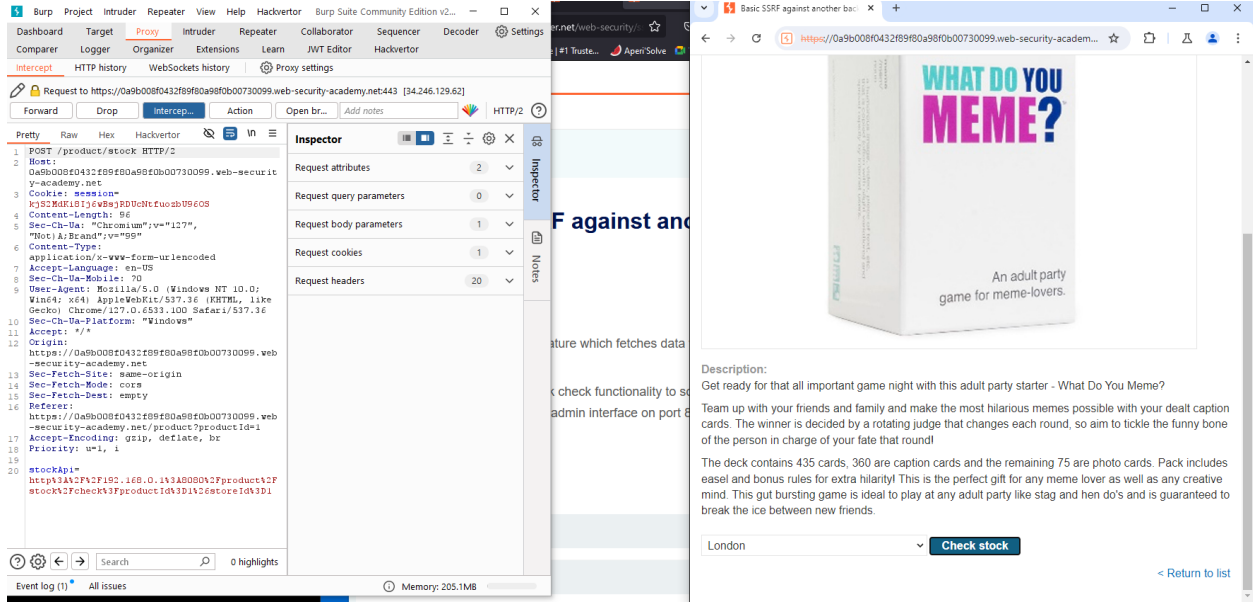 Burp Project Intruder Repeater View Help Hackvertor Burp Suite Community Edition v2...
Dashboard Target Proxy Intruder Repeater Collaborator Sequencer Decoder Settings
Comparer Logger Organizer Extensions Learn JWT Editor Hackvertor
Intercept HTTP history WebSockets history Proxy settings
Request to https://0a9b008f0432f89f80a98f0b00730099.web-security-academy.net:443 [34.246.129.62]
Forward Drop Intercep... Action Open br... Add notes HTTP/2
Pretty Raw Hex Hackvertor \n
1 POST /product/stock HTTP/2
2 Host:
0a9b008f0432f89f80a98f0b00730099.web-securit
y-academy.net
3 Cookie: session=
kjS2MdKi8Ij6wBsjRDUcNtfuozbU960S
4 Content-Length: 96
5 Sec-Ch-Ua: "Chromium";v="127",
"Not)A;Brand";v="99"
6 Content-Type:
application/x-www-form-urlencoded
7 Accept-Language: en-US
8 Sec-Ch-Ua-Mobile: ?0
9 User-Agent: Mozilla/5.0 (Windows NT 10.0;
Win64; x64) AppleWebKit/537.36 (KHTML, like
Gecko) Chrome/127.0.6533.100 Safari/537.36
10 Sec-Ch-Ua-Platform: "Windows"
11 Accept: */*
12 Origin:
https://0a9b008f0432f89f80a98f0b00730099.web
-security-academy.net
13 Sec-Fetch-Site: same-origin
14 Sec-Fetch-Mode: cors
15 Sec-Fetch-Dest: empty
16 Referer:
https://0a9b008f0432f89f80a98f0b00730099.web
-security-academy.net/product?productId=1
17 Accept-Encoding: gzip, deflate, br
18 Priority: u=1, i
19
20 stockApi=
http%3A%2F%2F192.168.0.1%3A8080%2Fproduct%2F
stock%2Fcheck%3FproductId%3D1%26storeId%3D1
Search 0 highlights
Event log (1) All issues Memory: 205.1MB
Inspector
Request attributes 2
Request query parameters 0
Request body parameters 1
Request cookies 1
Request headers 20
Inspector
Notes
er.net/web-security/s
#1 Truste... Aperi'Solve
F against ano
ature which fetches data
k check functionality to sc
admin interface on port 8
Basic SSRF against another bac
https://0a9b008f0432f89f80a98f0b00730099.web-security-academ...
WHAT DO YOU
MEME?
An adult party
game for meme-lovers.
Description:
Get ready for that all important game night with this adult party starter - What Do You Meme?
Team up with your friends and family and make the most hilarious memes possible with your dealt caption
cards. The winner is decided by a rotating judge that changes each round, so aim to tickle the funny bone
of the person in charge of your fate that round!
The deck contains 435 cards, 360 are caption cards and the remaining 75 are photo cards. Pack includes
easel and bonus rules for extra hilarity! This is the perfect gift for any meme lover as well as any creative
mind. This gut bursting game is ideal to play at any adult party like stag and hen do's and is guaranteed to
break the ice between new friends.
London Check stock
< Return to list